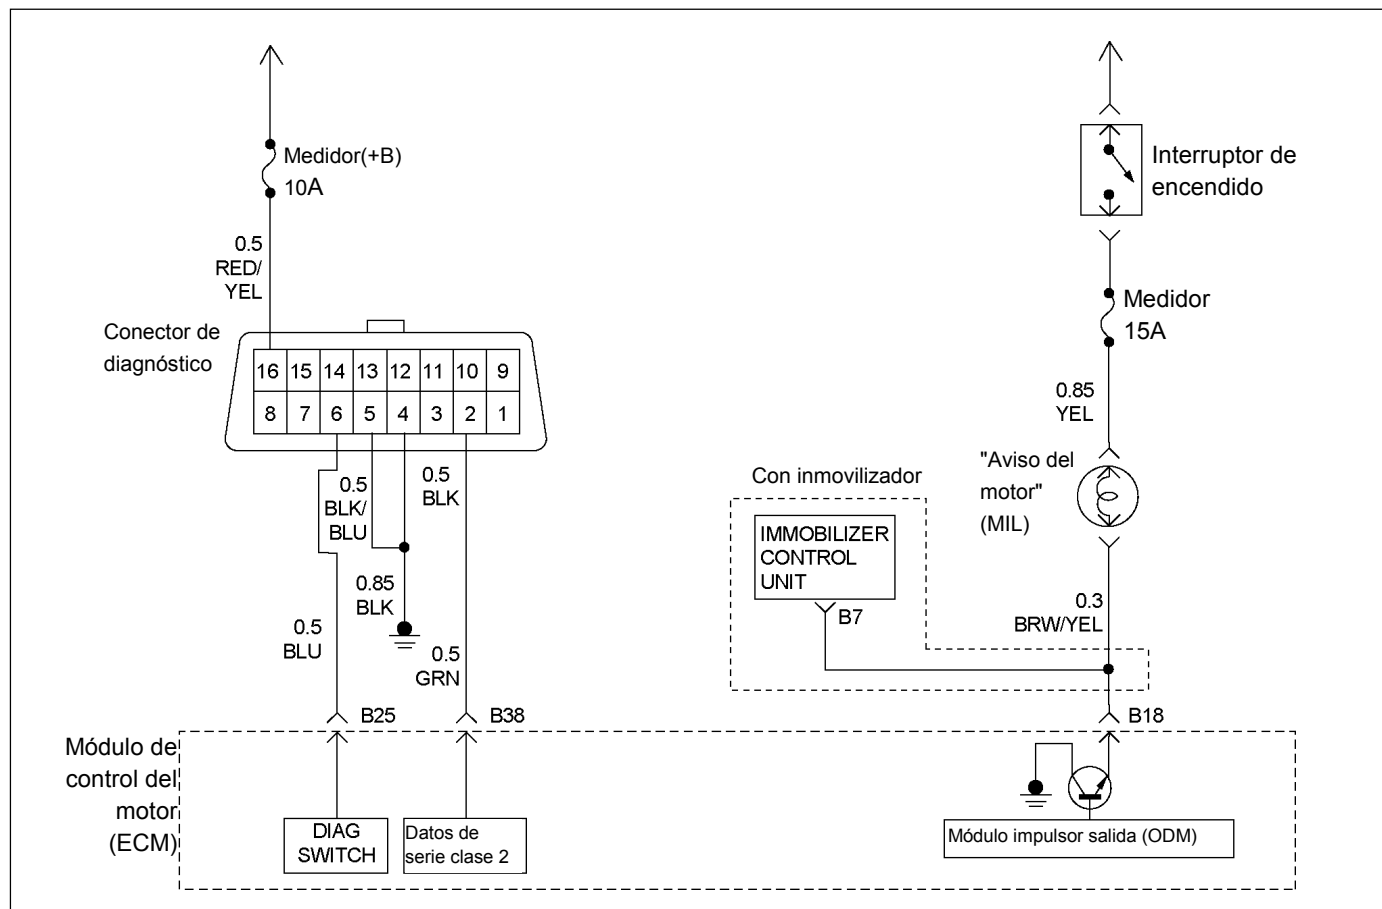 Medidor(+B)
10A
0.5
RED/
YEL
Conector de
diagnóstico
16 15 14 13 12 11 10 9
8 7 6 5 4 3 2 1
0.5
BLK/
BLU
0.5
BLK
0.85
BLK
0.5
BLU
0.5
GRN
B25
B38
Interruptor de
encendido
Medidor
15A
0.85
YEL
"Aviso del
motor"
(MIL)
Con inmovilizador
IMMOBILIZER
CONTROL
UNIT
B7
0.3
BRW/YEL
B18
Módulo de
control del
motor
(ECM)
DIAG
SWITCH
Datos de
serie clase 2
Módulo impulsor salida (ODM)